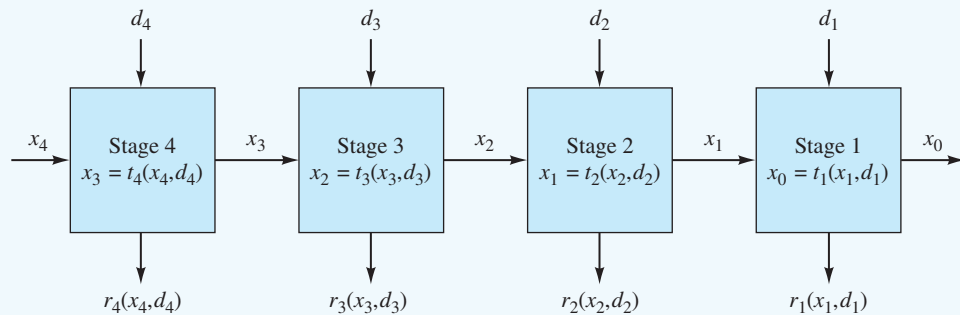 d4 d3 d2 d1
x4 x3 x2 x1 x0
Stage 4 Stage 3 Stage 2 Stage 1
x3 = t4(x4,d4) x2 = t3(x3,d3) x1 = t2(x2,d2) x0 = t1(x1,d1)
r4(x4,d4) r3(x3,d3) r2(x2,d2) r1(x1,d1)